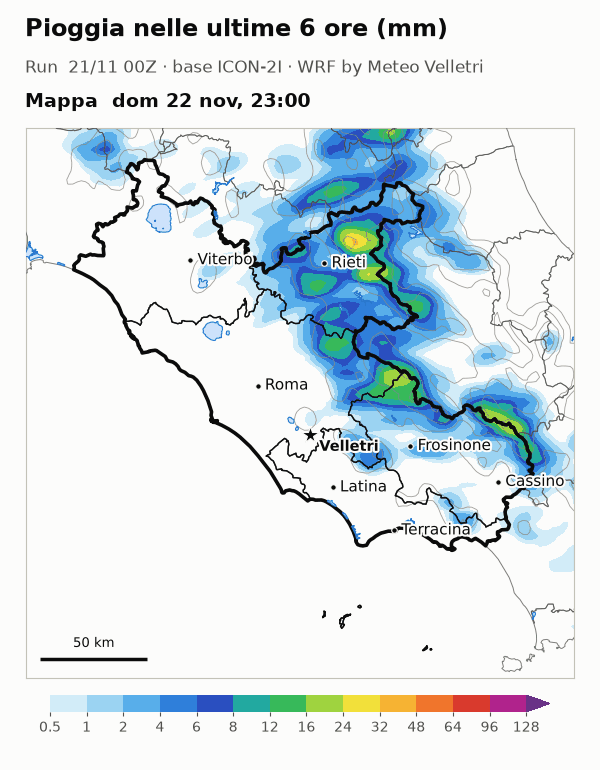 Pioggia nelle ultime 6 ore (mm)
Run  21/11 00Z · base ICON-2I · WRF by Meteo Velletri
Mappa  dom 22 nov, 23:00
Viterbo
Rieti
Roma
Velletri
Frosinone
Latina
Cassino
Terracina
50 km
0.5 1 2 4 6 8 12 16 24 32 48 64 96 128